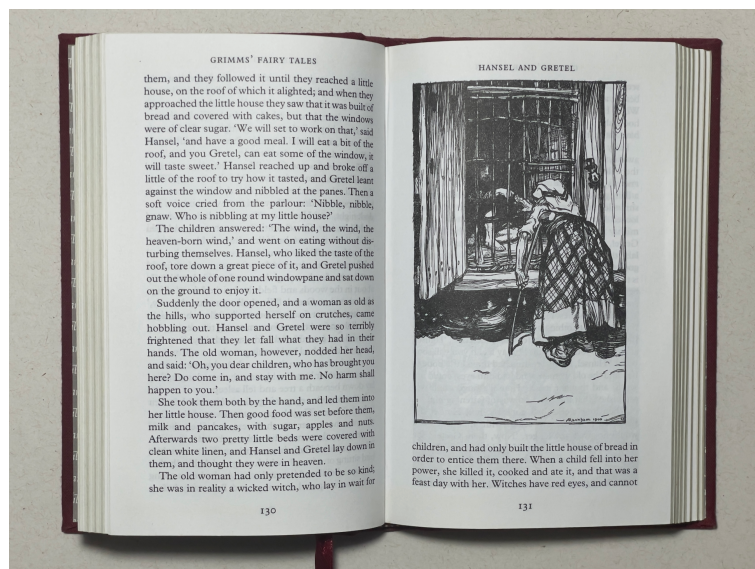 GRIMMS' FAIRY TALES
them, and they followed it until they reached a little
house, on the roof of which it alighted; and when they
approached the little house they saw that it was built of
bread and covered with cakes, but that the windows
were of clear sugar. ‘We will set to work on that,’ said
Hansel, ‘and have a good meal. I will eat a bit of the
roof, and you Gretel, can eat some of the window, it
will taste sweet.’ Hansel reached up and broke off a
little of the roof to try how it tasted, and Gretel leant
against the window and nibbled at the panes. Then a
soft voice cried from the parlour: ‘Nibble, nibble,
gnaw. Who is nibbling at my little house?’
The children answered: ‘The wind, the wind, the
heaven-born wind,’ and went on eating without dis-
turbing themselves. Hansel, who liked the taste of the
roof, tore down a great piece of it, and Gretel pushed
out the whole of one round windowpane and sat down
on the ground to enjoy it.
Suddenly the door opened, and a woman as old as
the hills, who supported herself on crutches, came
hobbling out. Hansel and Gretel were so terribly
frightened that they let fall what they had in their
hands. The old woman, however, nodded her head,
and said: ‘Oh, you dear children, who has brought you
here? Do come in, and stay with me. No harm shall
happen to you.’
She took them both by the hand, and led them into
her little house. Then good food was set before them,
milk and pancakes, with sugar, apples and nuts.
Afterwards two pretty little beds were covered with
clean white linen, and Hansel and Gretel lay down in
them, and thought they were in heaven.
The old woman had only pretended to be so kind;
she was in reality a wicked witch, who lay in wait for
130
HANSEL AND GRETEL
children, and had only built the little house of bread in
order to entice them there. When a child fell into her
power, she killed it, cooked and ate it, and that was a
feast day with her. Witches have red eyes, and cannot
131